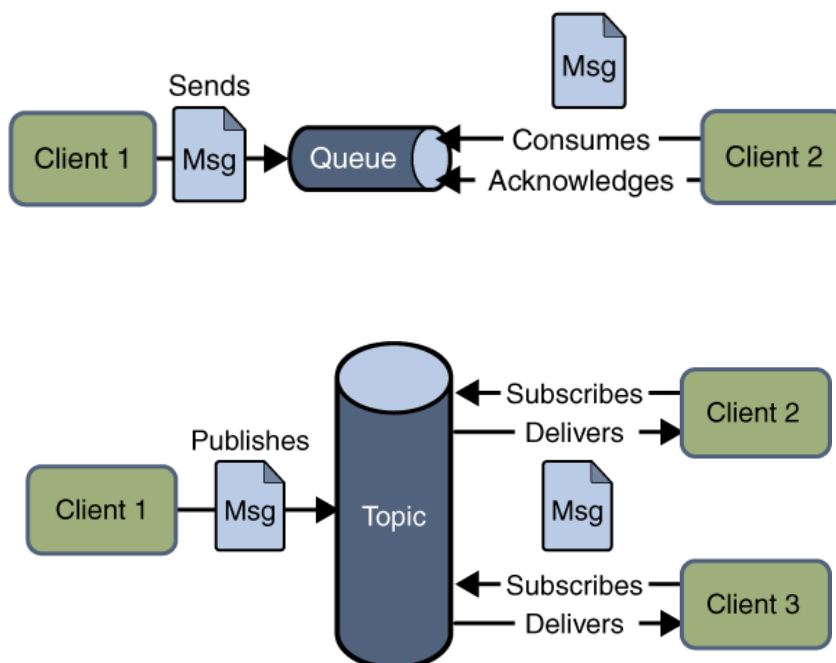 Msg
Sends
Client 1
Msg
Queue
Consumes
Acknowledges
Client 2
Subscribes
Delivers
Client 2
Publishes
Client 1
Msg
Topic
Msg
Subscribes
Delivers
Client 3